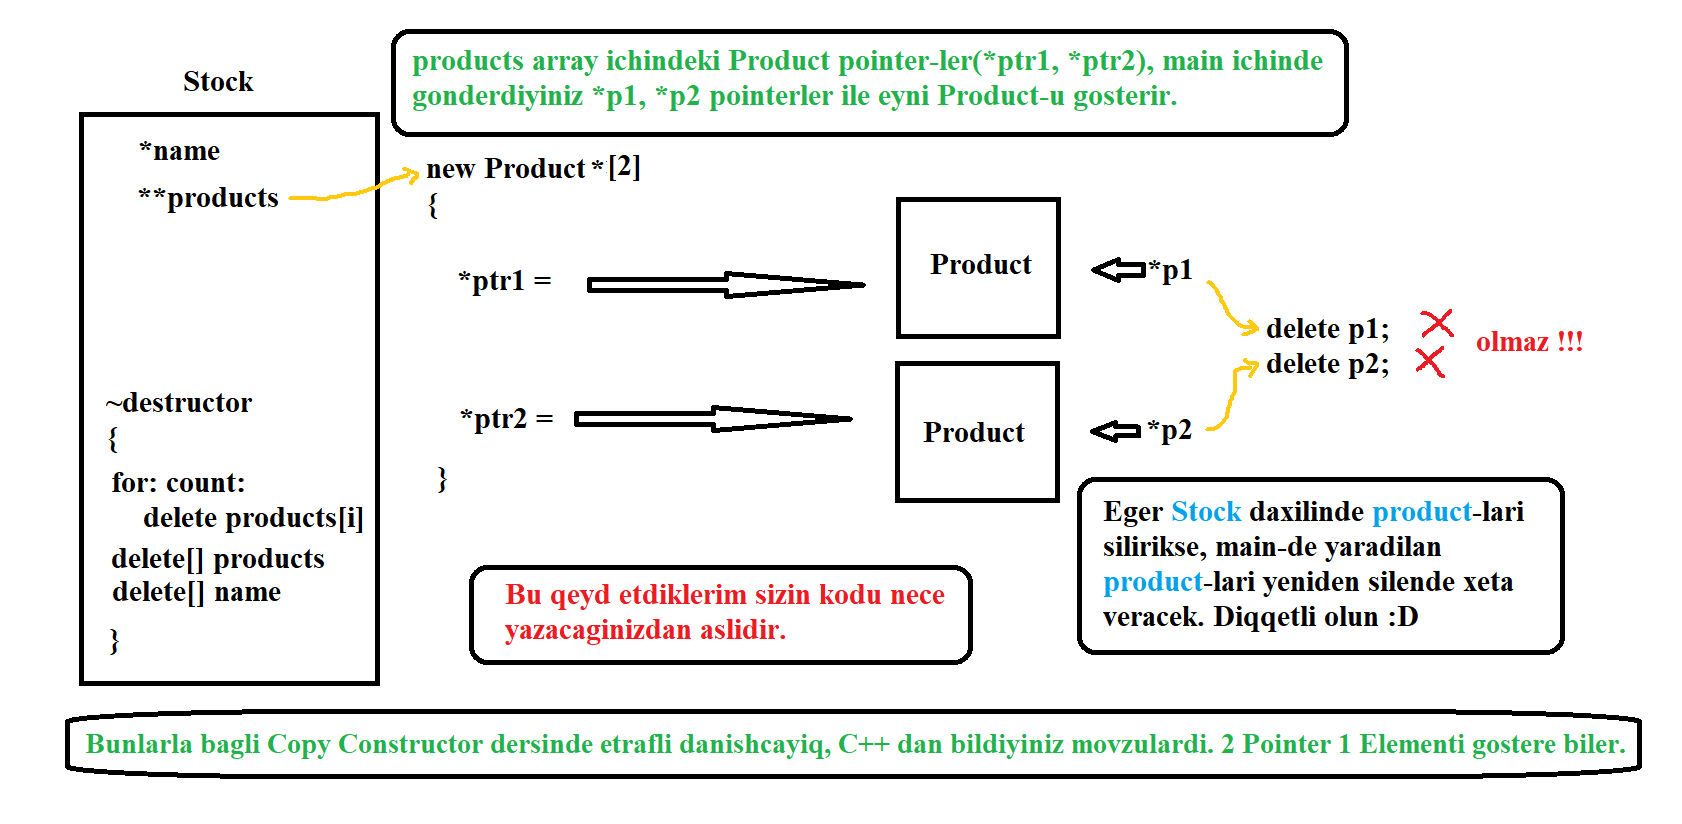 products array ichindeki Product pointer-ler(*ptr1, *ptr2), main ichinde
gonderdiyiniz *p1, *p2 pointerler ile eyni Product-u gosterir.
Stock
*name
**products
~destructor
{
for: count:
delete products[i]
delete[] products
delete[] name
}
new Product *[2]
{
*ptr1 =
*ptr2 =
}
Product
Product
*p1
*p2
delete p1;
delete p2;
olmaz !!!
Eger Stock daxilinde product-lari
silirikse, main-de yaradilan
product-lari yeniden silende xeta
veracek. Diqqetli olun :D
Bu qeyd etdiklerim sizin kodu nece
yazacaginizdan aslidir.
Bunlarla bagli Copy Constructor dersinde etrafli danishcayiq, C++ dan bildiyiniz movzulardi. 2 Pointer 1 Elementi gostere biler.